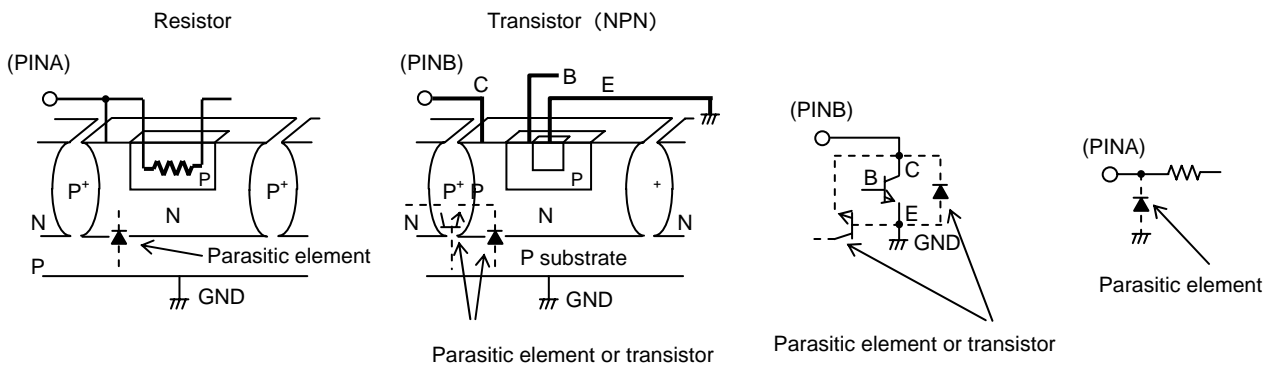 Resistor
Transistor (NPN)
(PINA)
(PINB)
C
B
E
(PINB)
(PINA)
P+
P
P+
P+
P
P
+
C
B
N
N
N
N
N
E
GND
Parasitic element
P
P substrate
GND
GND
Parasitic element
Parasitic element or transistor
Parasitic element or transistor